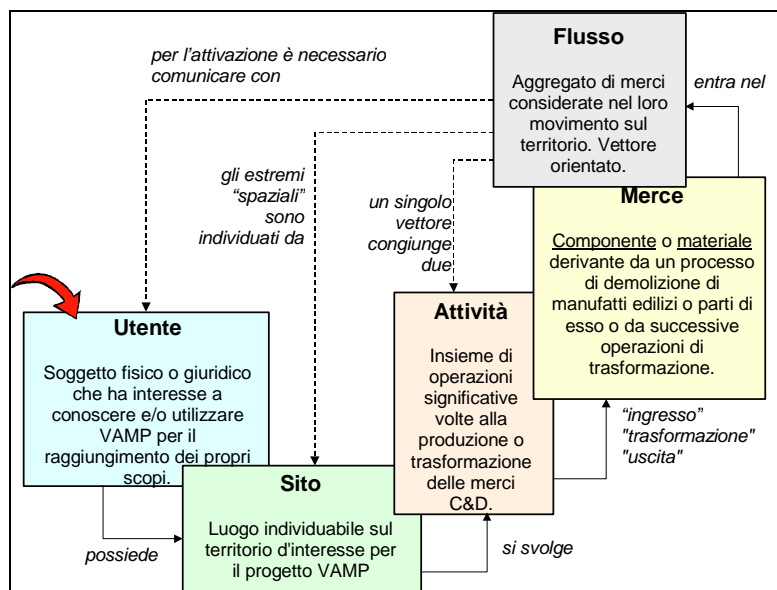 Flusso
Aggregato di merci
considerate nel loro
movimento sul
territorio. Vettore
orientato.
per l’attivazione è necessario
comunicare con
entra nel
gli estremi
“spaziali”
sono
individuati da
un singolo
vettore
congiunge
due
Merce
Componente o materiale
derivante da un processo
di demolizione di
manufatti edilizi o parti di
esso o da successive
operazioni di
trasformazione.
Attività
Insieme di
operazioni
significative
volte alla
produzione o
trasformazione
delle merci
C&D.
“ingresso”
"trasformazione"
"uscita"
Utente
Soggetto fisico o giuridico
che ha interesse a
conoscere e/o utilizzare
VAMP per il
raggiungimento dei propri
scopi.
Sito
Luogo individuabile sul
territorio d'interesse per
il progetto VAMP
possiede
si svolge